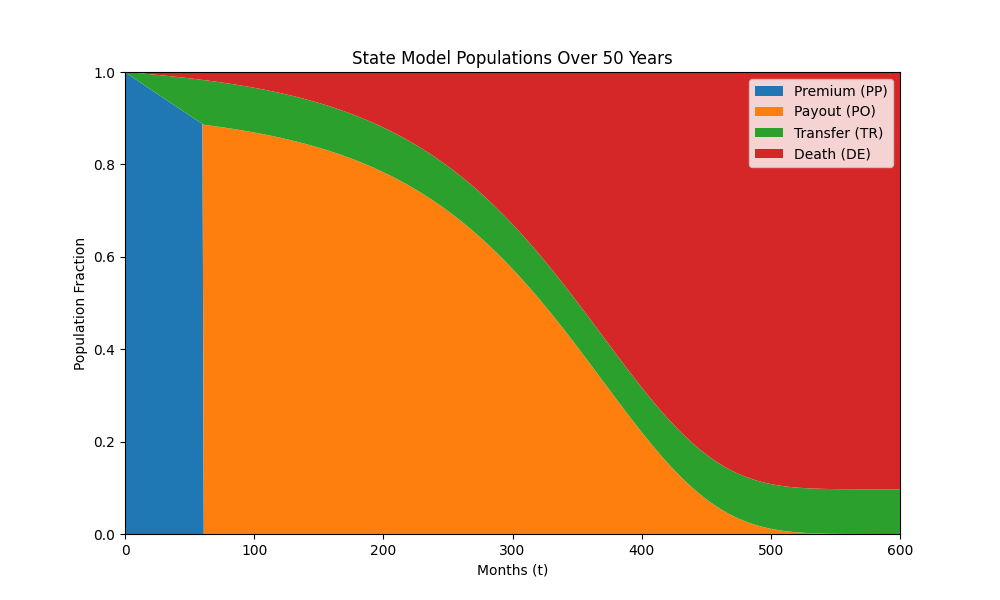 State Model Populations Over 50 Years
Premium (PP)
Payout (PO)
Transfer (TR)
Death (DE)
Population Fraction
1.0
0.8
0.6
0.4
0.2
0.0
0 100 200 300 400 500 600
Months (t)